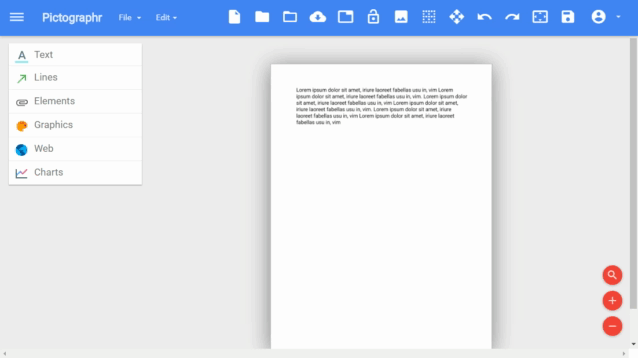 Pictographr
File
Edit
Text
Lines
Elements
Graphics
Web
Charts
Lorem ipsum dolor sit amet, iriure laoreet fabellas usu in, vim Lorem
ipsum dolor sit amet, iriure laoreet fabellas usu in, vim. Lorem ipsum dolor
sit amet, iriure laoreet fabellas usu in, vim Lorem ipsum dolor sit amet,
iriure laoreet fabellas usu in, vim. Lorem ipsum dolor sit amet, iriure
laoreet fabellas usu in, vim Lorem ipsum dolor sit amet, iriure laoreet
fabellas usu in, vim